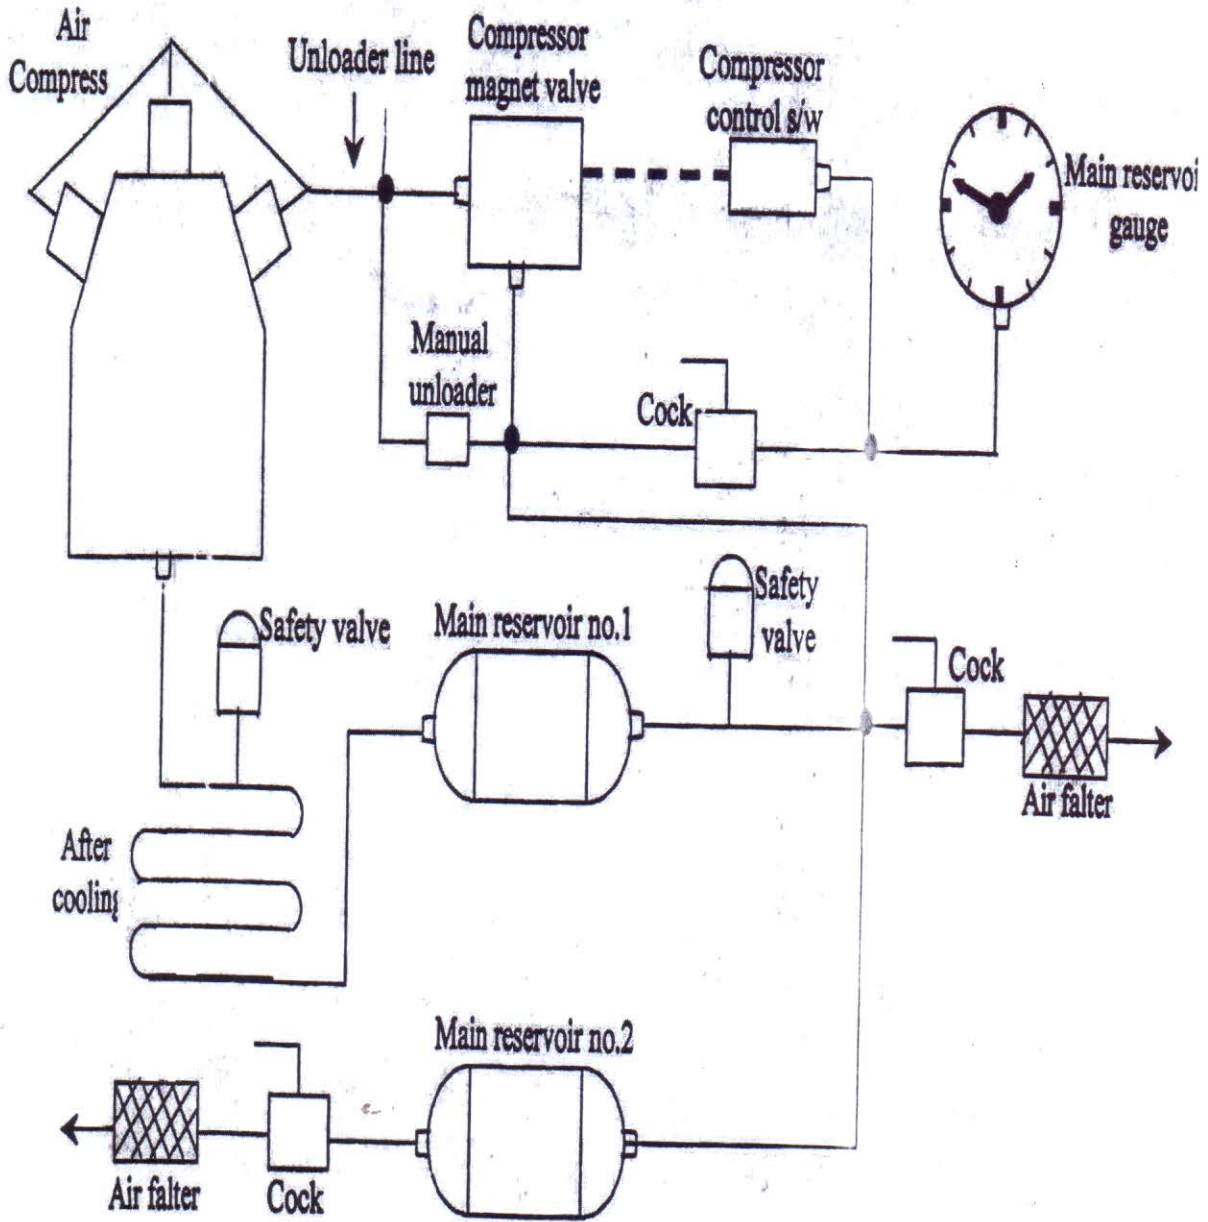 Air
Compress
Unloader line
Compressor
magnet valve
Compressor
control s/w
Main reservoi
gauge
Manual
unloader
Cock
Safety valve
Main reservoir no.1
Safety
valve
Cock
Air falter
After
cooling
Main reservoir no.2
Air falter
Cock